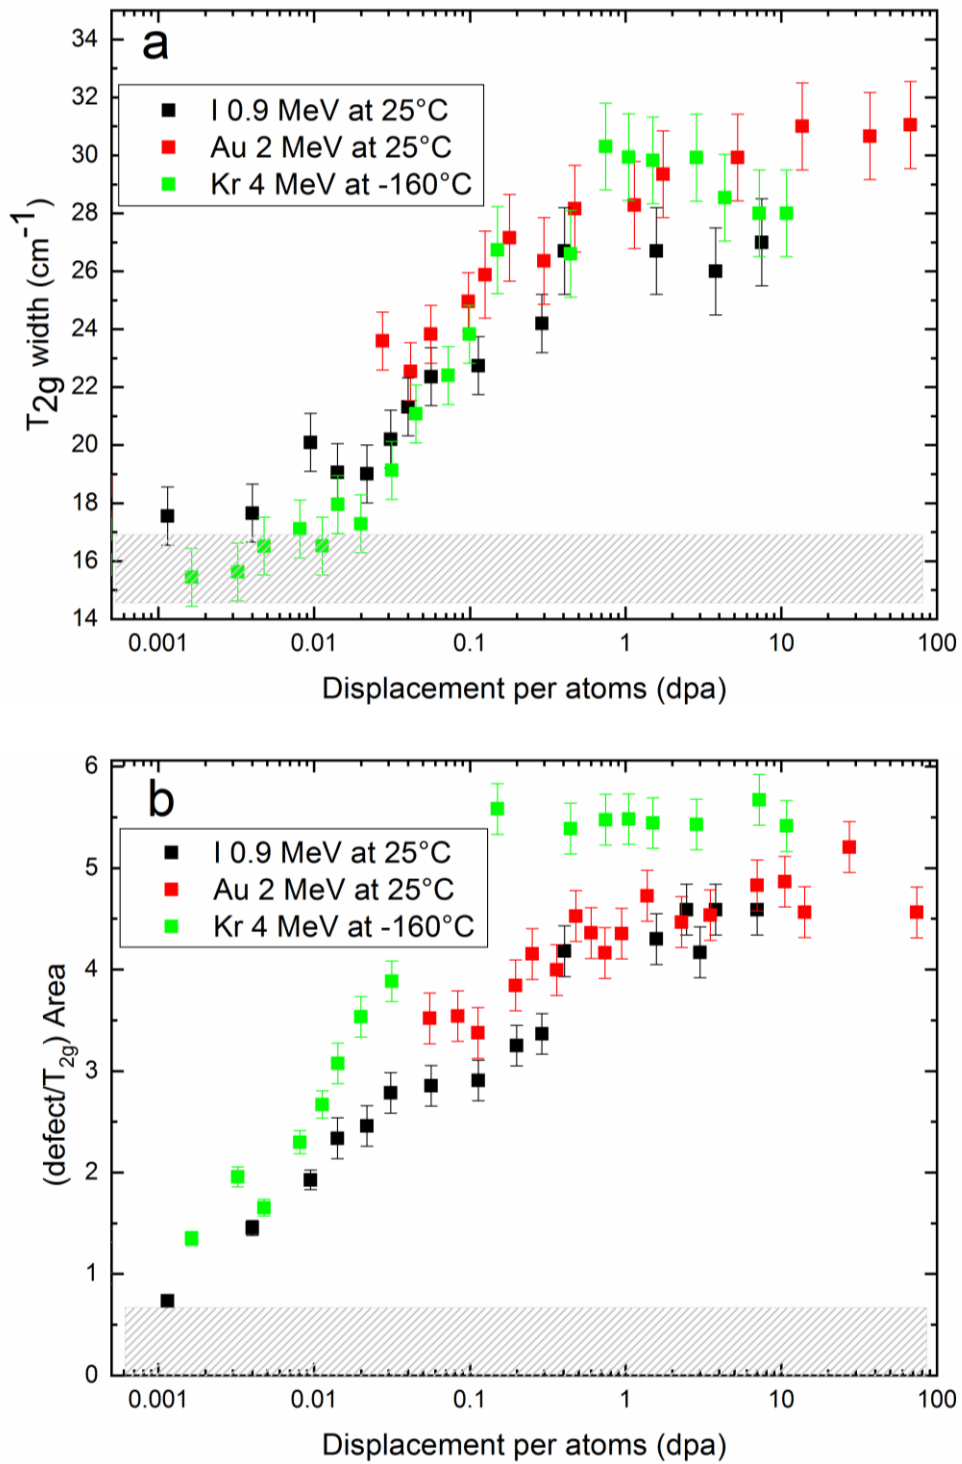 a
34
32
30
28
26
24
22
20
18
16
14
T2g width (cm-1)
I 0.9 MeV at 25°C
Au 2 MeV at 25°C
Kr 4 MeV at -160°C
0.001 0.01 0.1 1 10 100
Displacement per atoms (dpa)
b
6
5
4
3
2
1
0
(defect/T2g) Area
I 0.9 MeV at 25°C
Au 2 MeV at 25°C
Kr 4 MeV at -160°C
0.001 0.01 0.1 1 10 100
Displacement per atoms (dpa)